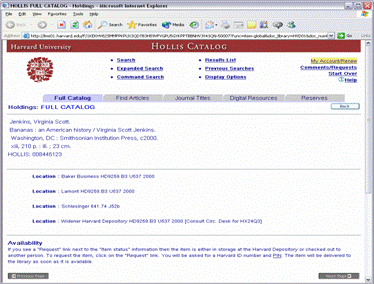 HOLLIS FULL CATALOG - Holdings - Microsoft Internet Explorer
File Edit View Favorites Tools Help
Back Search Favorites Media
Address
Go Links
Harvard University HOLLIS CATALOG
Search Results List My Account/Renew
Expanded Search Previous Searches Comments/Requests
Command Search Display Options Start Over
Help
Full Catalog Find Articles Journal Titles Digital Resources Reserves
Holdings: FULL CATALOG Back
Jenkins, Virginia Scott.
Bananas : an American history / Virginia Scott Jenkins.
Washington, DC : Smithsonian Institution Press, c2000.
xiii, 210 p. : ill. ; 23 cm.
HOLLIS: 008446123
Location : Baker Business HD9259.B3 U637 2000
Location : Lamont HD9259.B3 U637 2000
Location : Schlesinger 641.74 J52b
Location : Widener Harvard Depository HD9259.B3 U637 2000 [Consult Circ. Desk for HX24Q3]
Availability
If you see a "Request" link next to the "Item status" information then the item is either in storage at the Harvard Depository or checked out to another
person. To request the item, click on the "Request" link. You will be asked for a Harvard ID number and PIN. The item will be delivered to
the library as soon as it is available.
Previous Page Next Page